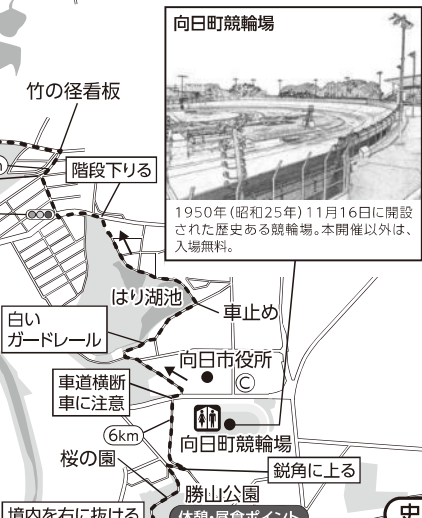 向日町競輪場
1950年(昭和25年)11月16日に開設
された歴史ある競輪場。本開催以外は、
入場無料。
竹の径看板
階段下りる
はり湖池
車止め
白い
ガードレール
向日市役所
C
車道横断
車に注意
6km
向日町競輪場
桜の園
鋭角に上る
勝山公園
休憩・昼食ポイント
境内を右に抜ける
史